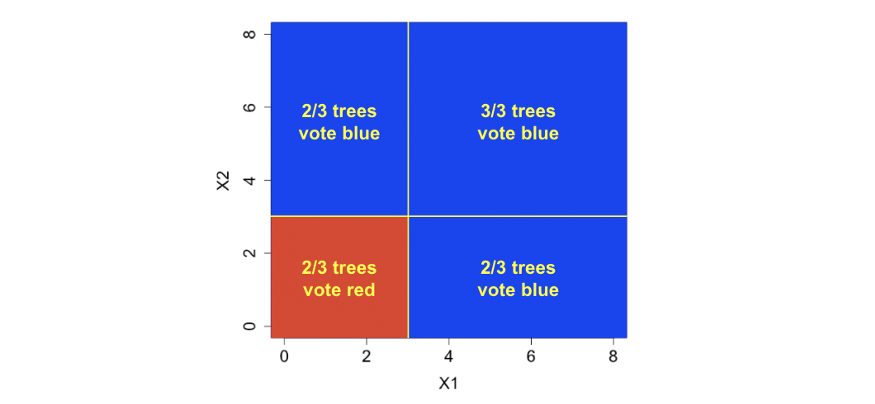 8
2/3 trees
vote blue
3/3 trees
vote blue
6
X2
4
2
2/3 trees
vote red
2/3 trees
vote blue
0
0
2
4
6
8
X1